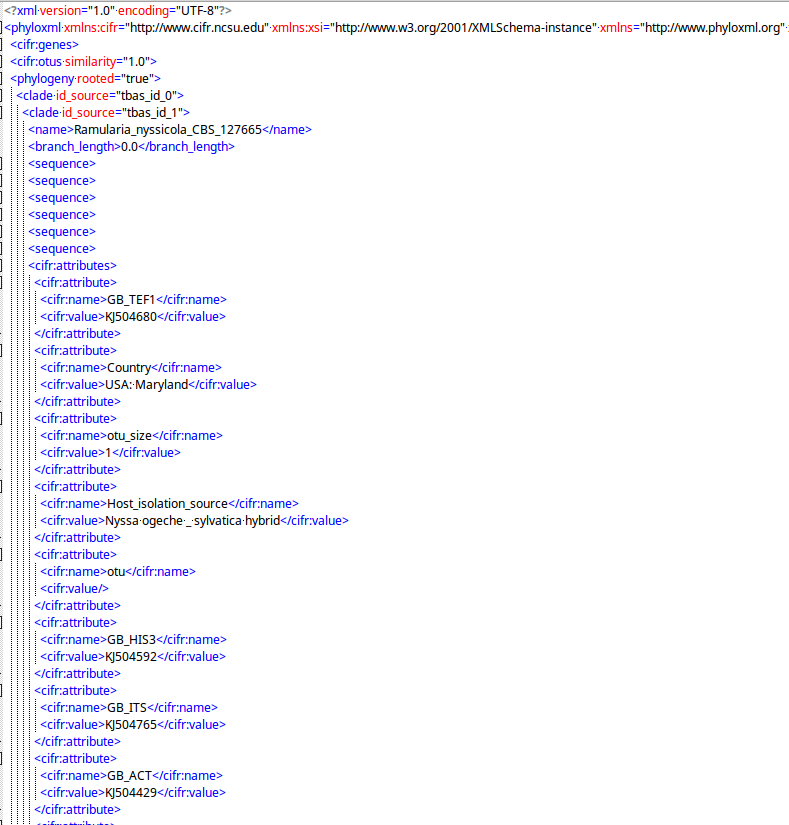 <?xml version="1.0" encoding="UTF-8"?>
<phyloxml xmlns:cifr="http://www.cifr.ncsu.edu" xmlns:xsi="http://www.w3.org/2001/XMLSchema-instance" xmlns="http://www.phyloxml.org"
<cifr:genes>
<cifr:otus similarity="1.0">
<phylogeny rooted="true">
<clade id_source="tbas_id_0">
<clade id_source="tbas_id_1">
<name>Ramularia_nyssicola_CBS_127665</name>
<branch_length>0.0</branch_length>
<sequence>
<sequence>
<sequence>
<sequence>
<sequence>
<sequence>
<cifr:attributes>
<cifr:attribute>
<cifr:name>GB_TEF1</cifr:name>
<cifr:value>KJ504680</cifr:value>
</cifr:attribute>
<cifr:attribute>
<cifr:name>Country</cifr:name>
<cifr:value>USA: Maryland</cifr:value>
</cifr:attribute>
<cifr:attribute>
<cifr:name>otu_size</cifr:name>
<cifr:value>1</cifr:value>
</cifr:attribute>
<cifr:attribute>
<cifr:name>Host_isolation_source</cifr:name>
<cifr:value>Nyssa ogeche _ sylvatica hybrid</cifr:value>
</cifr:attribute>
<cifr:attribute>
<cifr:name>otu</cifr:name>
<cifr:value/>
</cifr:attribute>
<cifr:attribute>
<cifr:name>GB_HIS3</cifr:name>
<cifr:value>KJ504592</cifr:value>
</cifr:attribute>
<cifr:attribute>
<cifr:name>GB_ITS</cifr:name>
<cifr:value>KJ504765</cifr:value>
</cifr:attribute>
<cifr:attribute>
<cifr:name>GB_ACT</cifr:name>
<cifr:value>KJ504429</cifr:value>
</cifr:attribute>